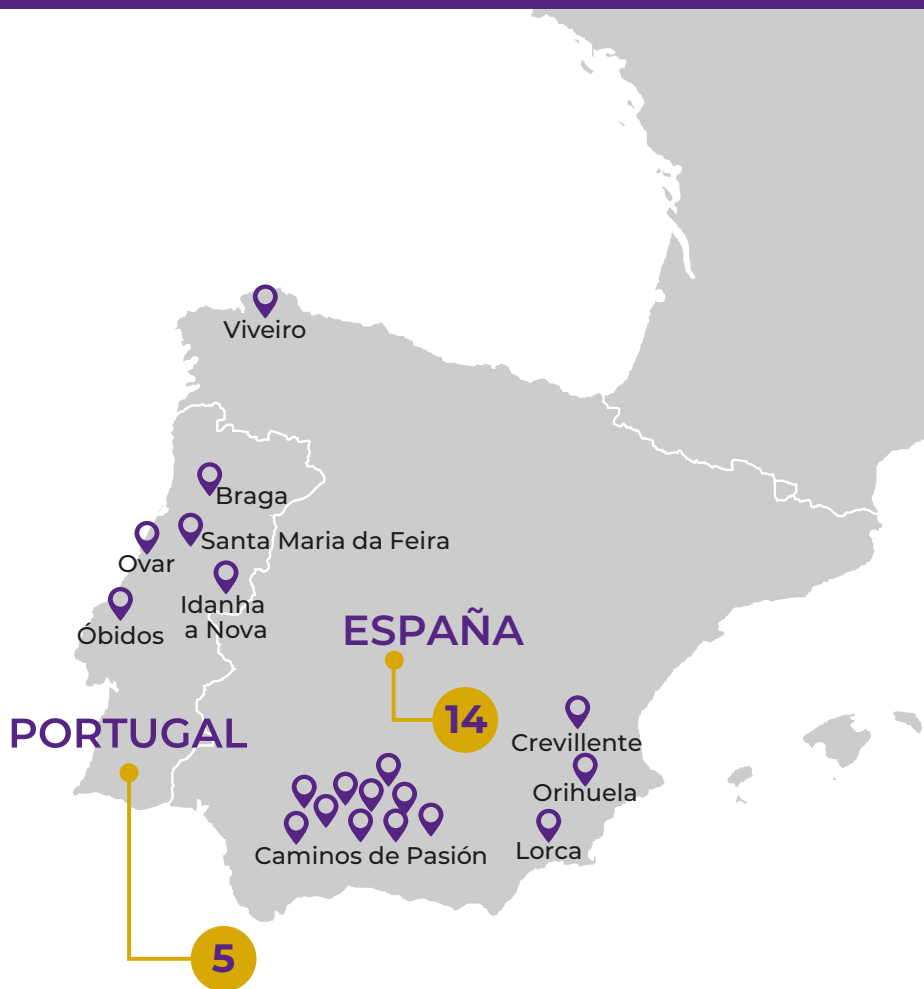 Viveiro
Braga
Santa Maria da Feira
Ovar
Idanha
a Nova
Óbidos
ESPAÑA
14
PORTUGAL
Crevillente
Orihuela
Lorca
Caminos de Pasión
5